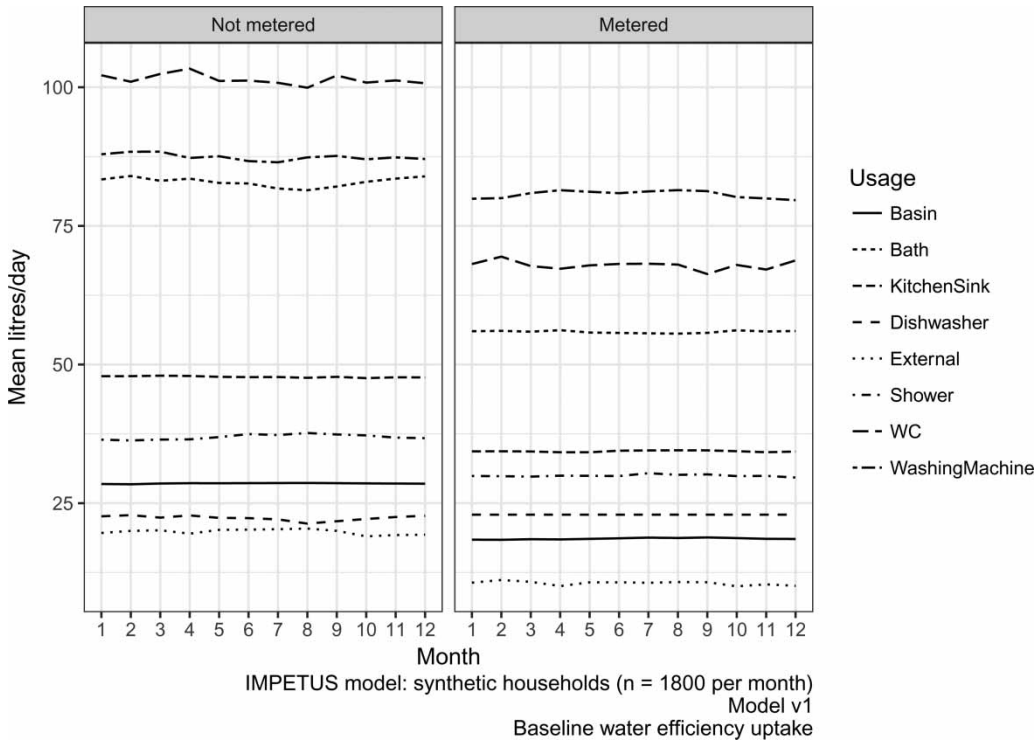 Not metered
Metered
Mean litres/day
100
75
50
25
1 2 3 4 5 6 7 8 9 10 11 12
1 2 3 4 5 6 7 8 9 10 11 12
Month
Usage
Basin
Bath
KitchenSink
Dishwasher
External
Shower
WC
WashingMachine
IMPETUS model: synthetic households (n = 1800 per month)
Model v1
Baseline water efficiency uptake